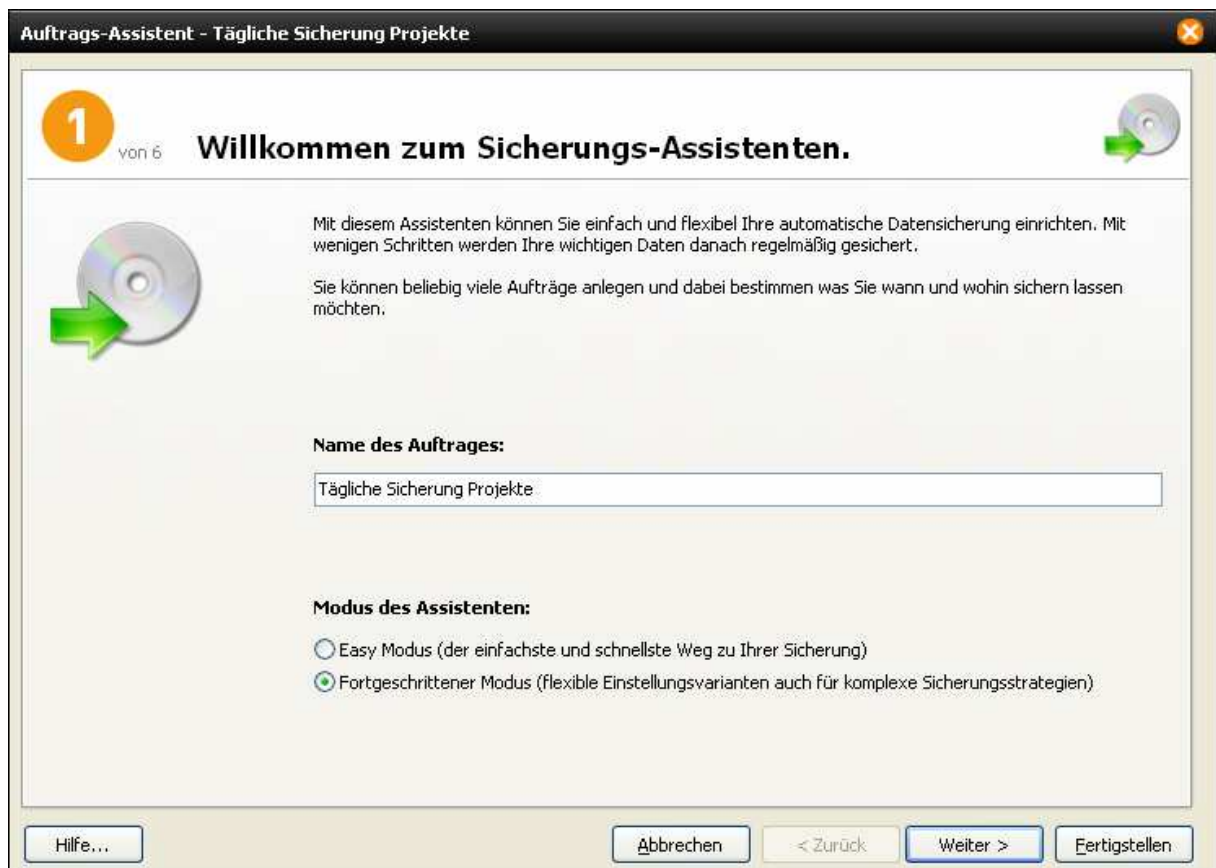 Auftrags-Assistent - Tägliche Sicherung Projekte
1 von 6 Willkommen zum Sicherungs-Assistenten.
Mit diesem Assistenten können Sie einfach und flexibel Ihre automatische Datensicherung einrichten. Mit
wenigen Schritten werden Ihre wichtigen Daten danach regelmäßig gesichert.
Sie können beliebig viele Aufträge anlegen und dabei bestimmen was Sie wann und wohin sichern lassen
möchten.
Name des Auftrages:
Tägliche Sicherung Projekte
Modus des Assistenten:
Easy Modus (der einfachste und schnellste Weg zu Ihrer Sicherung)
Fortgeschrittener Modus (flexible Einstellungsvarianten auch für komplexe Sicherungsstrategien)
Hilfe... Abbrechen < Zurück Weiter > Fertigstellen